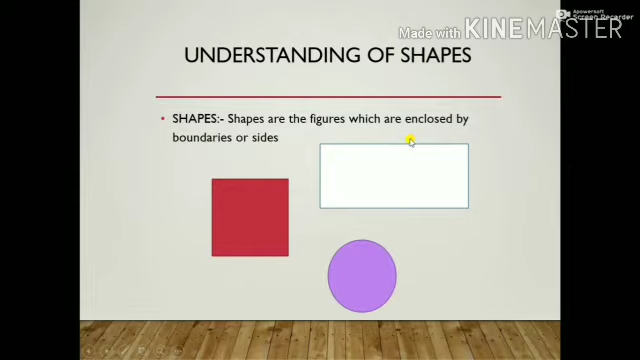 Apowersoft
Screen Recorder
Made with KINEMASTER
UNDERSTANDING OF SHAPES
• SHAPES:- Shapes are the figures which are enclosed by
boundaries or sides